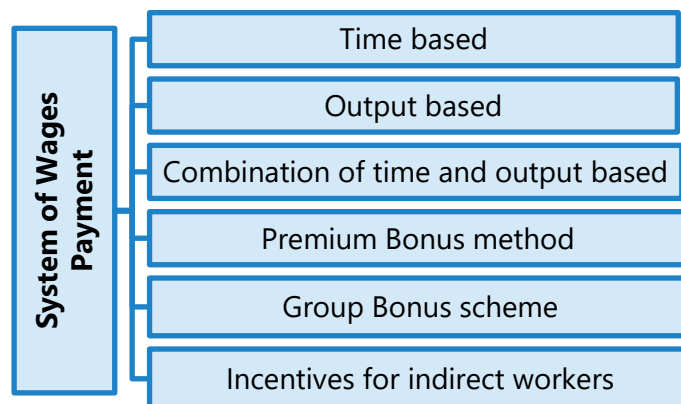 System of Wages
Payment
Time based
Output based
Combination of time and output based
Premium Bonus method
Group Bonus scheme
Incentives for indirect workers